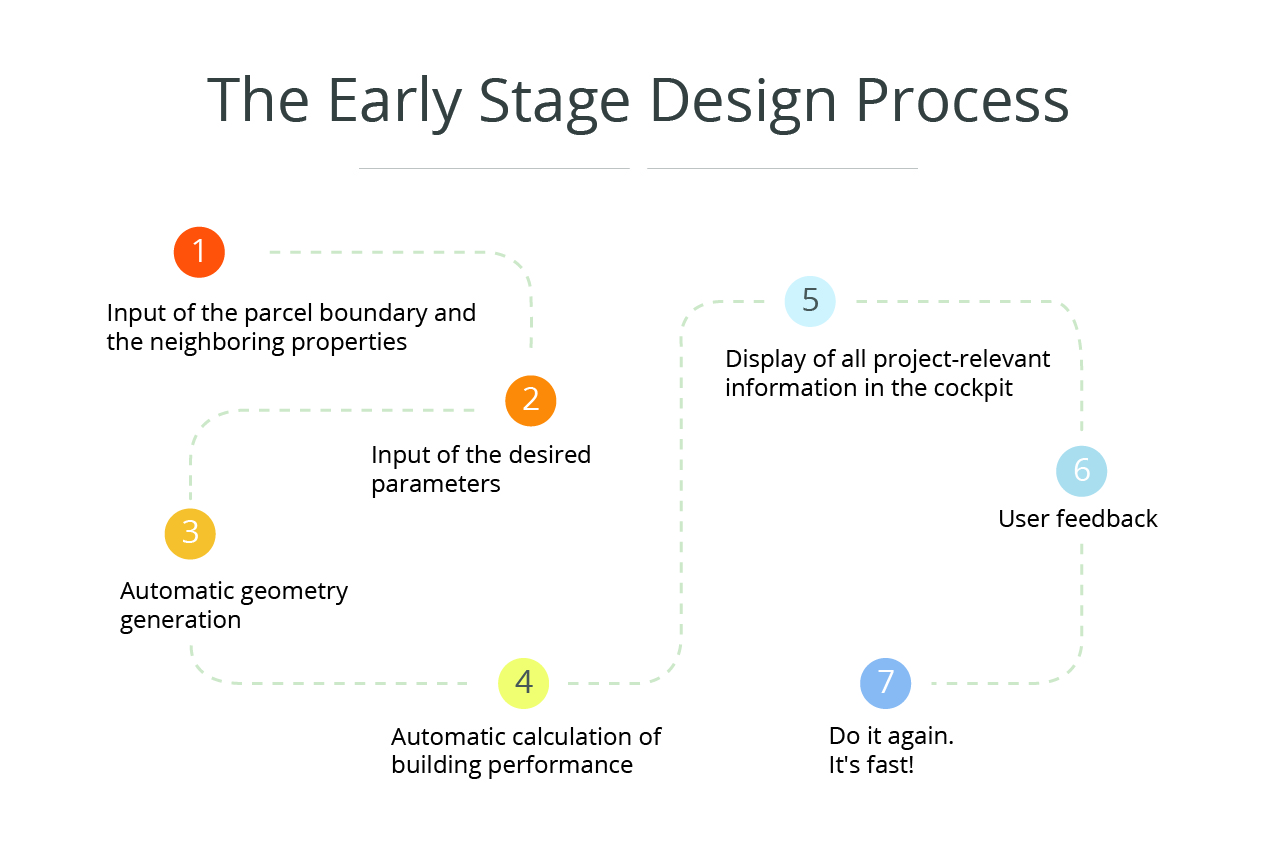 The Early Stage Design Process
1
Input of the parcel boundary and
the neighboring properties
2
Input of the desired
parameters
3
Automatic geometry
generation
4
Automatic calculation of
building performance
5
Display of all project-relevant
information in the cockpit
6
User feedback
7
Do it again.
It's fast!